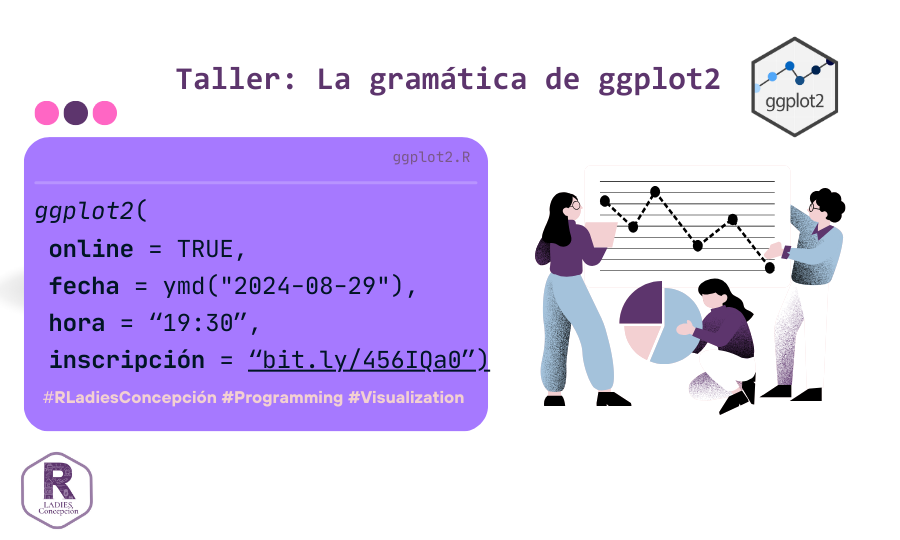 Taller: La gramática de ggplot2
ggplot2
ggplot2.R
ggplot2(
online = TRUE,
fecha = ymd("2024-08-29"),
hora = “19:30”,
inscripción = “bit.ly/456IQa0”)
#RLadiesConcepción #Programming #Visualization
R
LADIES
Concepción